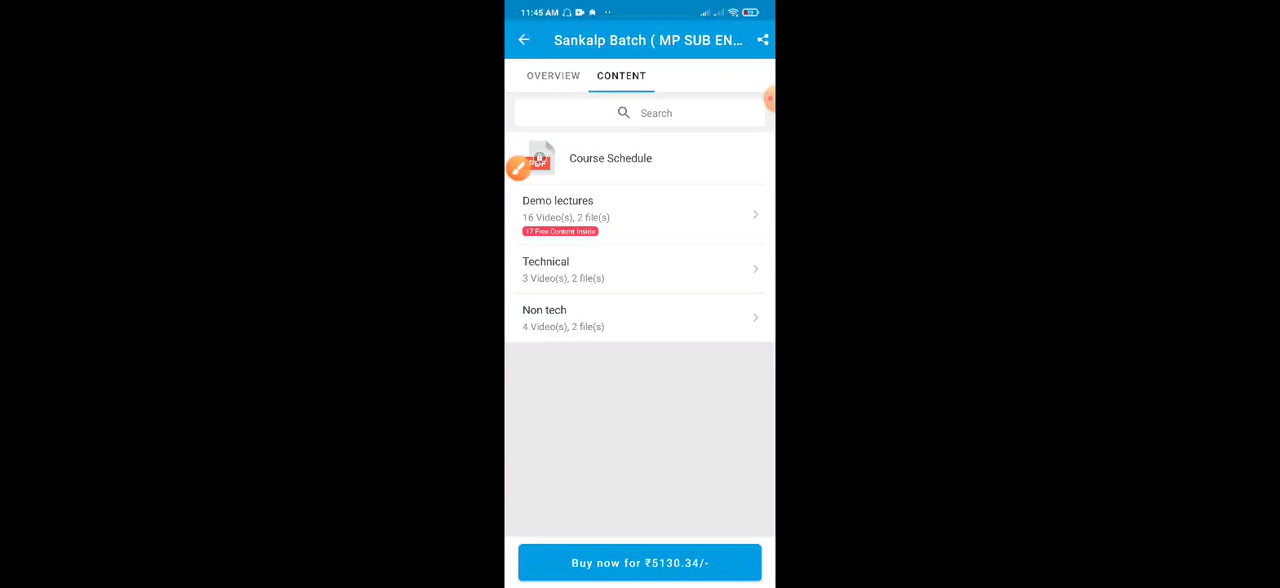 11:45 AM
Sankalp Batch ( MP SUB EN...
OVERVIEW
CONTENT
Search
Course Schedule
Demo lectures
16 Video(s), 2 file(s)
17 Free Content Inside
Technical
3 Video(s), 2 file(s)
Non tech
4 Video(s), 2 file(s)
Buy now for ₹5130.34/-